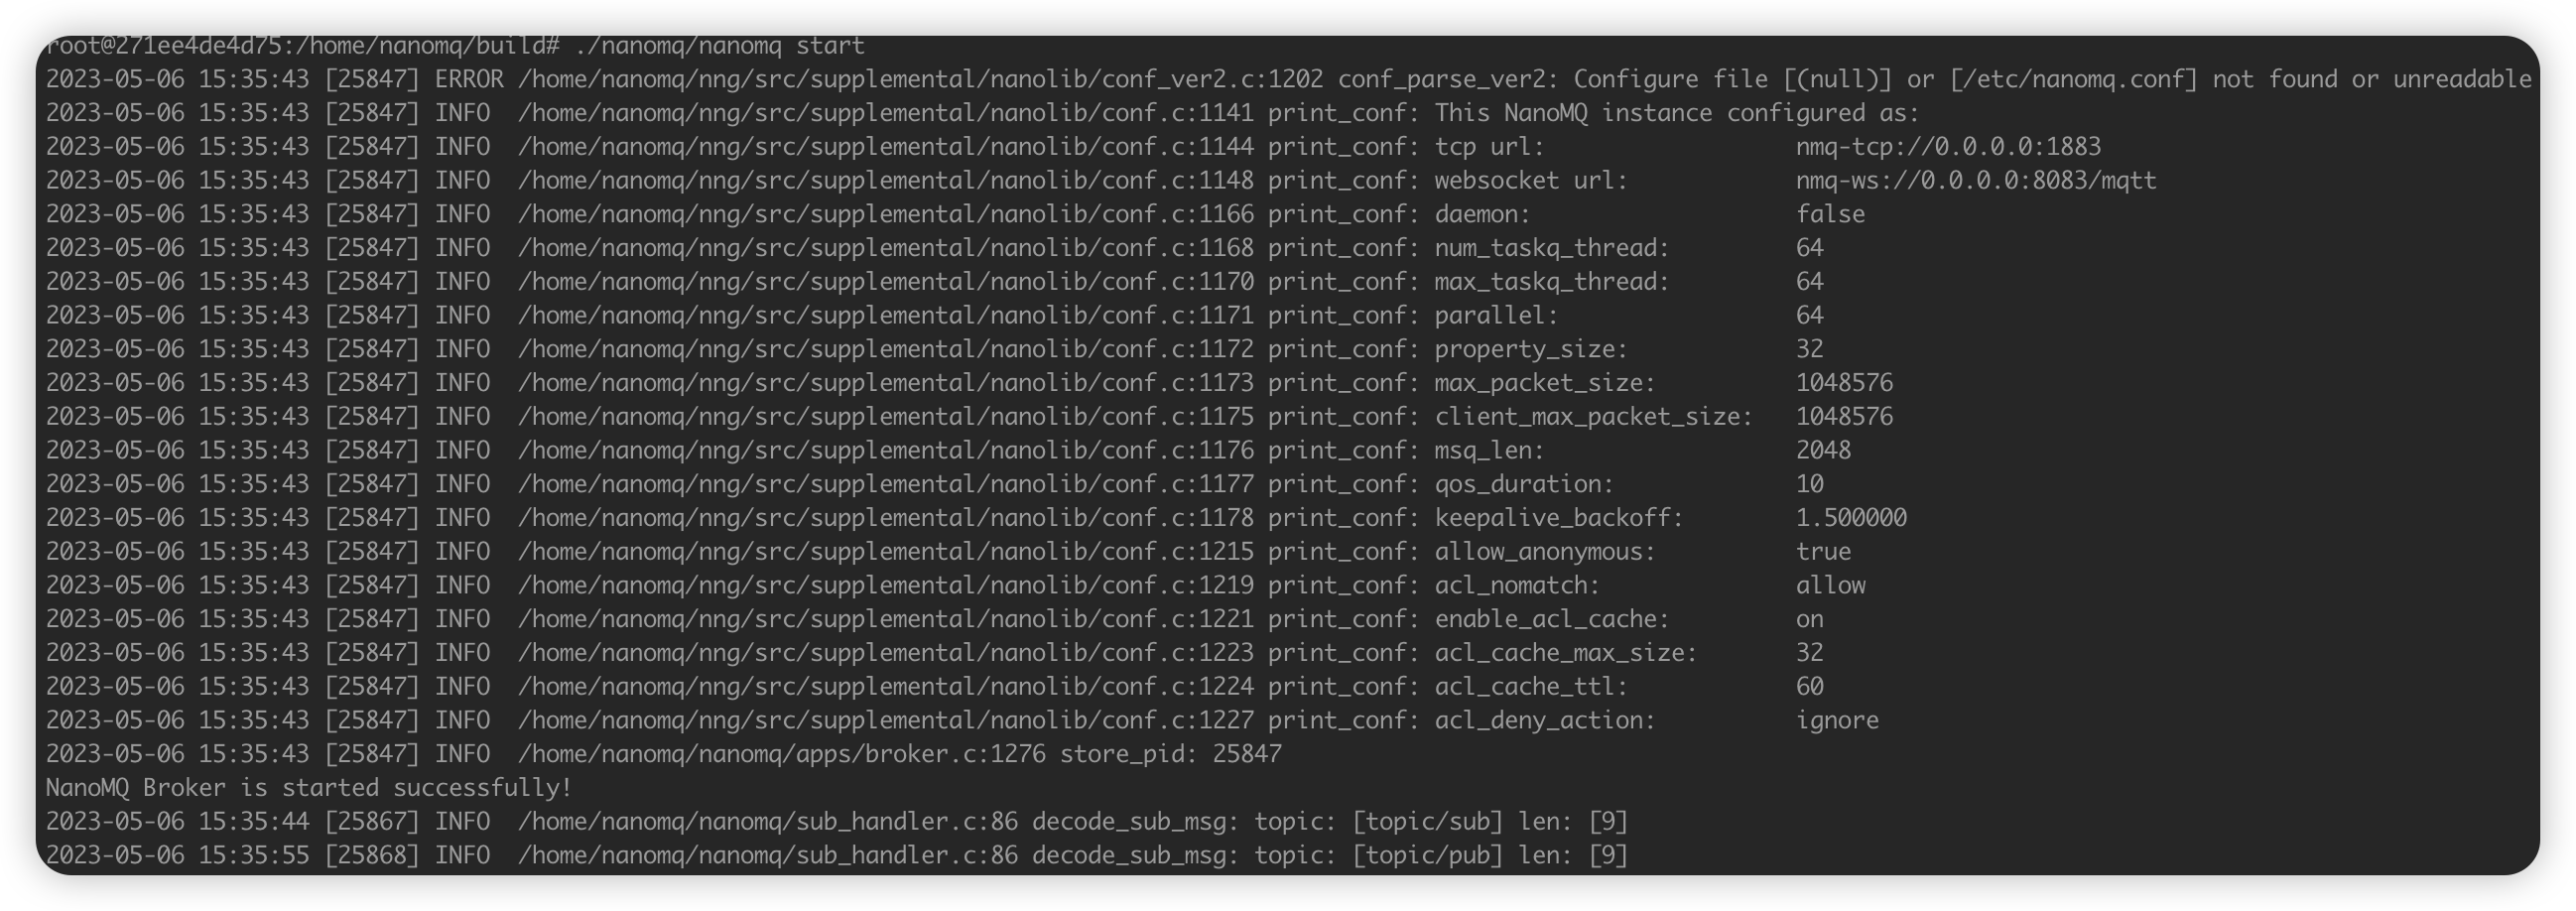 root@271ee4de4d75:/home/nanomq/build# ./nanomq/nanomq start
2023-05-06 15:35:43 [25847] ERROR /home/nanomq/nng/src/supplemental/nanolib/conf_ver2.c:1202 conf_parse_ver2: Configure file [(null)] or [/etc/nanomq.conf] not found or unreadable
2023-05-06 15:35:43 [25847] INFO  /home/nanomq/nng/src/supplemental/nanolib/conf.c:1141 print_conf: This NanoMQ instance configured as:
2023-05-06 15:35:43 [25847] INFO  /home/nanomq/nng/src/supplemental/nanolib/conf.c:1144 print_conf: tcp url:                  nmq-tcp://0.0.0.0:1883
2023-05-06 15:35:43 [25847] INFO  /home/nanomq/nng/src/supplemental/nanolib/conf.c:1148 print_conf: websocket url:            nmq-ws://0.0.0.0:8083/mqtt
2023-05-06 15:35:43 [25847] INFO  /home/nanomq/nng/src/supplemental/nanolib/conf.c:1166 print_conf: daemon:                   false
2023-05-06 15:35:43 [25847] INFO  /home/nanomq/nng/src/supplemental/nanolib/conf.c:1168 print_conf: num_taskq_thread:         64
2023-05-06 15:35:43 [25847] INFO  /home/nanomq/nng/src/supplemental/nanolib/conf.c:1170 print_conf: max_taskq_thread:         64
2023-05-06 15:35:43 [25847] INFO  /home/nanomq/nng/src/supplemental/nanolib/conf.c:1171 print_conf: parallel:                 64
2023-05-06 15:35:43 [25847] INFO  /home/nanomq/nng/src/supplemental/nanolib/conf.c:1172 print_conf: property_size:            32
2023-05-06 15:35:43 [25847] INFO  /home/nanomq/nng/src/supplemental/nanolib/conf.c:1173 print_conf: max_packet_size:          1048576
2023-05-06 15:35:43 [25847] INFO  /home/nanomq/nng/src/supplemental/nanolib/conf.c:1175 print_conf: client_max_packet_size:   1048576
2023-05-06 15:35:43 [25847] INFO  /home/nanomq/nng/src/supplemental/nanolib/conf.c:1176 print_conf: msq_len:                  2048
2023-05-06 15:35:43 [25847] INFO  /home/nanomq/nng/src/supplemental/nanolib/conf.c:1177 print_conf: qos_duration:             10
2023-05-06 15:35:43 [25847] INFO  /home/nanomq/nng/src/supplemental/nanolib/conf.c:1178 print_conf: keepalive_backoff:        1.500000
2023-05-06 15:35:43 [25847] INFO  /home/nanomq/nng/src/supplemental/nanolib/conf.c:1215 print_conf: allow_anonymous:          true
2023-05-06 15:35:43 [25847] INFO  /home/nanomq/nng/src/supplemental/nanolib/conf.c:1219 print_conf: acl_nomatch:              allow
2023-05-06 15:35:43 [25847] INFO  /home/nanomq/nng/src/supplemental/nanolib/conf.c:1221 print_conf: enable_acl_cache:         on
2023-05-06 15:35:43 [25847] INFO  /home/nanomq/nng/src/supplemental/nanolib/conf.c:1223 print_conf: acl_cache_max_size:       32
2023-05-06 15:35:43 [25847] INFO  /home/nanomq/nng/src/supplemental/nanolib/conf.c:1224 print_conf: acl_cache_ttl:            60
2023-05-06 15:35:43 [25847] INFO  /home/nanomq/nng/src/supplemental/nanolib/conf.c:1227 print_conf: acl_deny_action:          ignore
2023-05-06 15:35:43 [25847] INFO  /home/nanomq/nanomq/apps/broker.c:1276 store_pid: 25847
NanoMQ Broker is started successfully!
2023-05-06 15:35:44 [25867] INFO  /home/nanomq/nanomq/sub_handler.c:86 decode_sub_msg: topic: [topic/sub] len: [9]
2023-05-06 15:35:55 [25868] INFO  /home/nanomq/nanomq/sub_handler.c:86 decode_sub_msg: topic: [topic/pub] len: [9]